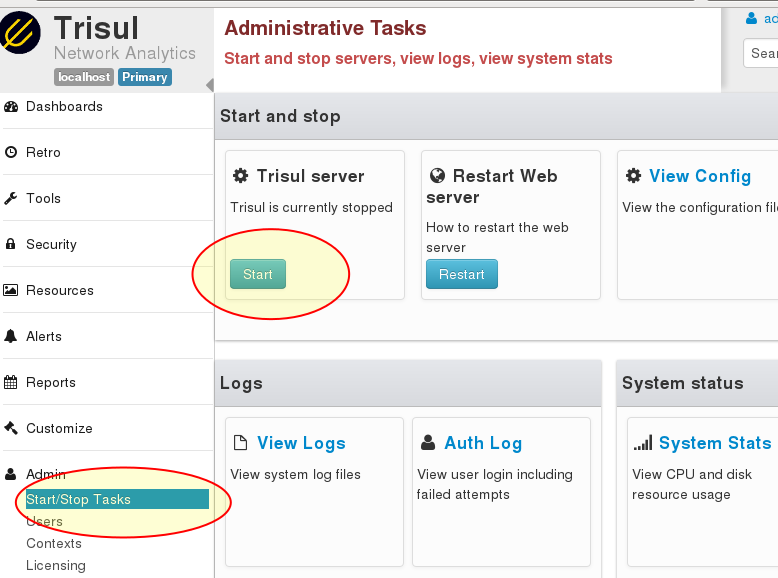 Trisul
Network Analytics
localhost Primary
Dashboards
Retro
Tools
Security
Resources
Alerts
Reports
Customize
Admin
Start/Stop Tasks
Users
Contexts
Licensing
Administrative Tasks
Start and stop servers, view logs, view system stats
Start and stop
Trisul server
Trisul is currently stopped
Start
Restart Web
server
How to restart the web
server
Restart
View Config
View the configuration
Logs
View Logs
View system log files
Auth Log
View user login including
failed attempts
System status
System Stats
View CPU and disk
resource usage